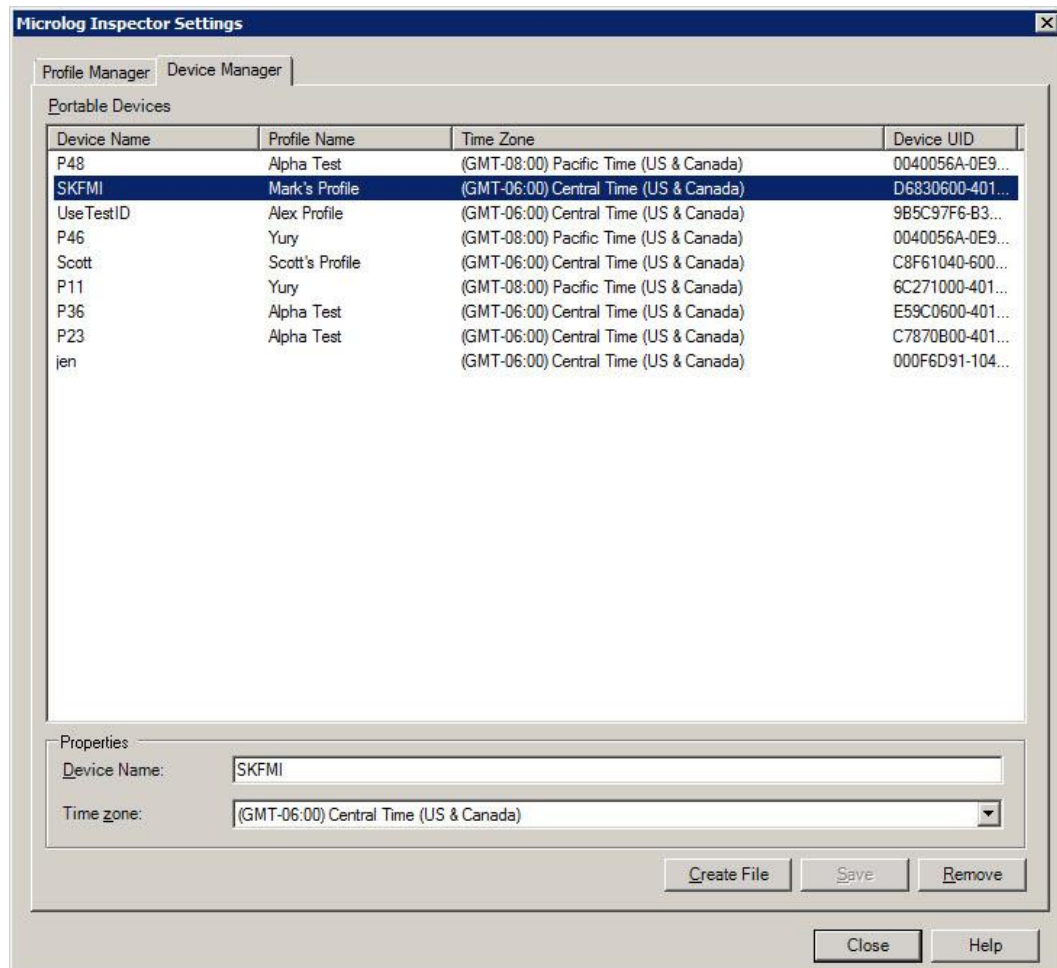 Microlog Inspector Settings
Profile Manager Device Manager
Portable Devices
Device Name Profile Name Time Zone Device UID
P48 Alpha Test (GMT-08:00) Pacific Time (US & Canada) 0040056A-0E9...
SKFMI Mark's Profile (GMT-06:00) Central Time (US & Canada) D6830600-401...
UseTestID Alex Profile (GMT-06:00) Central Time (US & Canada) 9B5C97F6-B3...
P46 Yury (GMT-08:00) Pacific Time (US & Canada) 0040056A-0E9...
Scott Scott's Profile (GMT-06:00) Central Time (US & Canada) C8F61040-600...
P11 Yury (GMT-08:00) Pacific Time (US & Canada) 6C271000-401...
P36 Alpha Test (GMT-06:00) Central Time (US & Canada) E59C0600-401...
P23 Alpha Test (GMT-06:00) Central Time (US & Canada) C7870B00-401...
jen (GMT-06:00) Central Time (US & Canada) 000F6D91-104...
Properties
Device Name: SKFMI
Time zone: (GMT-06:00) Central Time (US & Canada)
Create File Save Remove
Close Help